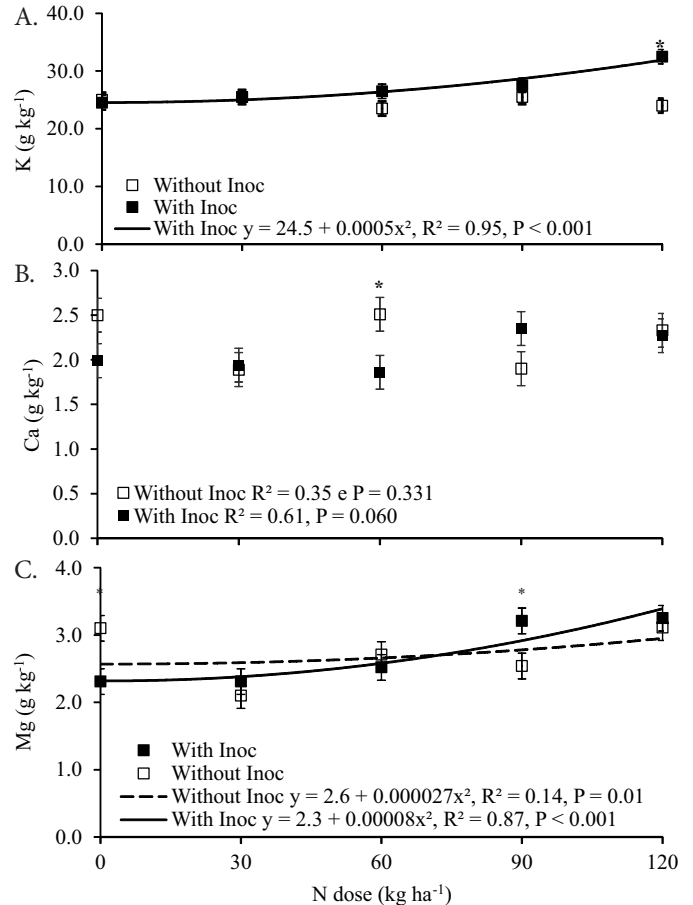 A.
40.0
30.0
20.0
10.0
0.0
K (g kg⁻¹)
*
Without Inoc
With Inoc
With Inoc y = 24.5 + 0.0005x², R² = 0.95, P < 0.001
B.
3.0
2.5
2.0
1.5
1.0
0.5
0.0
Ca (g kg⁻¹)
*
Without Inoc R² = 0.35 e P = 0.331
With Inoc R² = 0.61, P = 0.060
C.
4.0
3.0
2.0
1.0
0.0
Mg (g kg⁻¹)
* *
With Inoc
Without Inoc
Without Inoc y = 2.6 + 0.000027x², R² = 0.14, P = 0.01
With Inoc y = 2.3 + 0.00008x², R² = 0.87, P < 0.001
0 30 60 90 120
N dose (kg ha⁻¹)